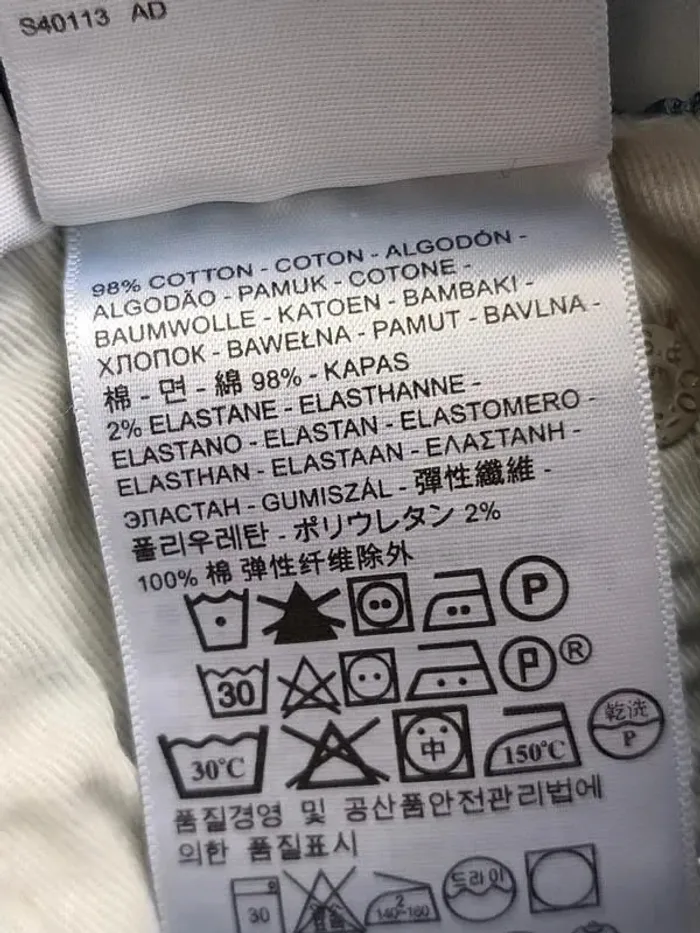 S40113 AD
98% COTTON - COTON - ALGODÓN -
ALGODÃO - PAMUK - COTONE -
BAUMWOLLE - KATOEN - BAMBAKI -
ХЛОПОК - BAWEŁNA - PAMUT - BAVLNA -
棉 - 면 - 綿 98% - KAPAS
2% ELASTANE - ELASTHANNE -
ELASTANO - ELASTAN - ELASTOMERO -
ELASTHAN - ELASTAAN - ΕΛΑΣΤΑΝΗ -
ЭЛАСТАН - GUMISZÁL - 彈性纖維 -
폴리우레탄 - ポリウレタン 2%
100% 棉 弹性纤维除外
P
30 P ®
30°C 中 150°C 乾洗 P
품질경영 및 공산품안전관리법에
의한 품질표시
30 2 140~160 드라이